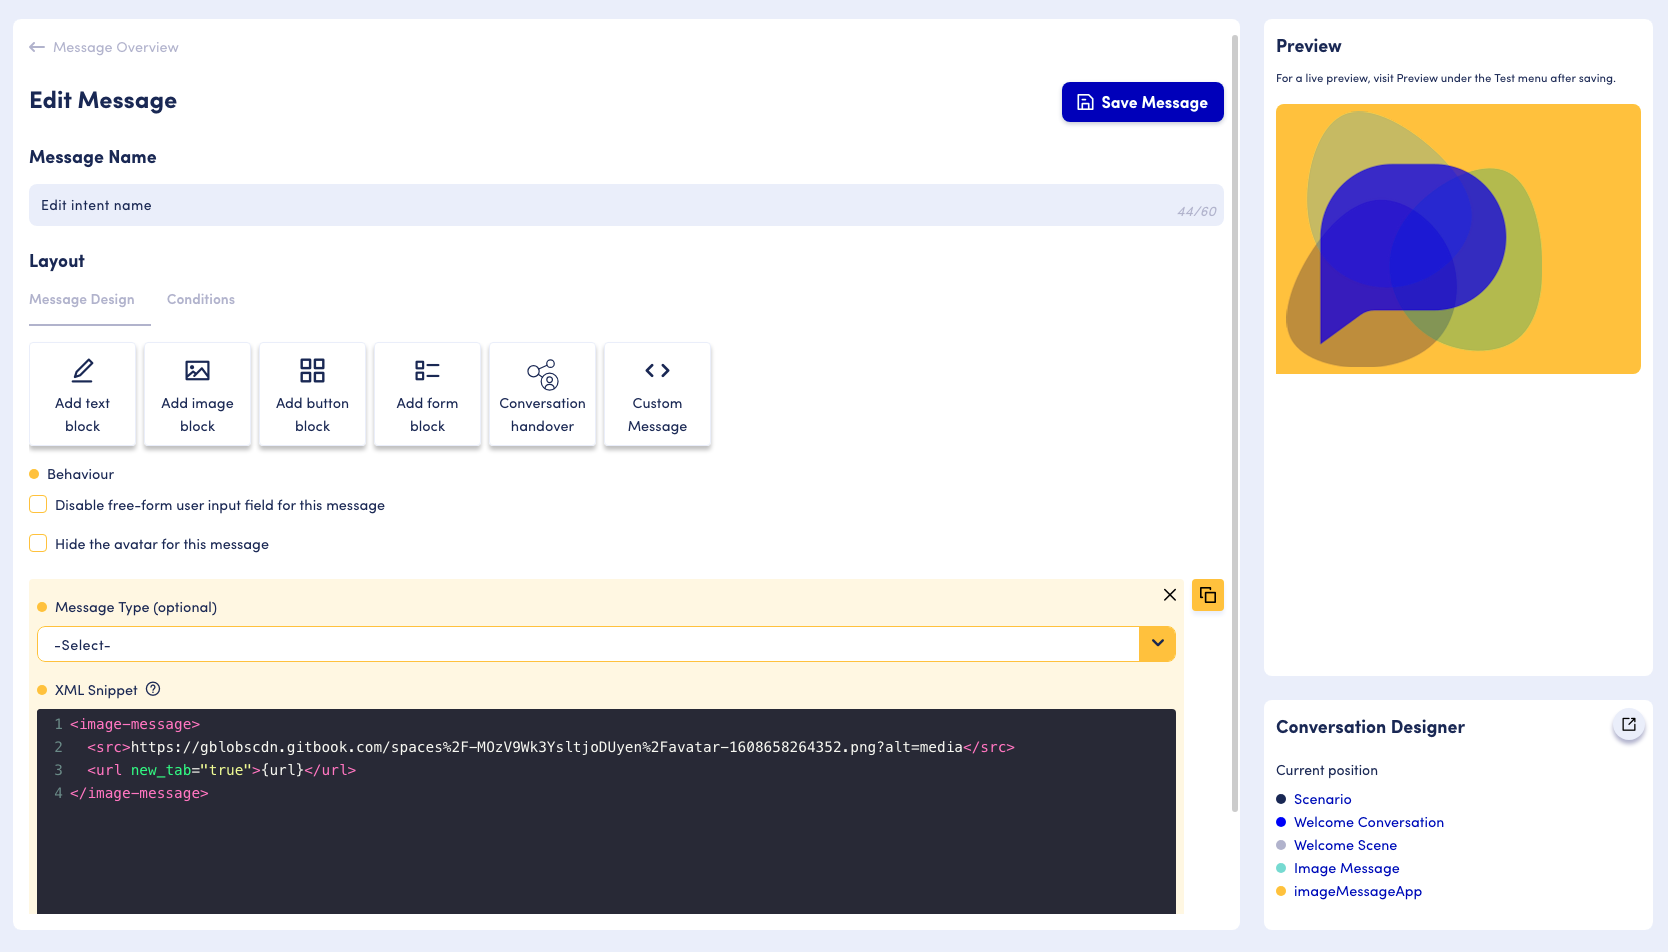 Message Overview
Edit Message
Save Message
Message Name
Edit intent name
44/60
Layout
Message Design
Conditions
Add text
block
Add image
block
Add button
block
Add form
block
Conversation
handover
Custom
Message
Behaviour
Disable free-form user input field for this message
Hide the avatar for this message
Message Type (optional)
-Select-
XML Snippet
1 <image-message>
2 <src>https://gblobscdn.gitbook.com/spaces%2F-MOzV9Wk3YsltjoDUyen%2Favatar-1608658264352.png?alt=media</src>
3 <url new_tab="true">{url}</url>
4 </image-message>
Preview
For a live preview, visit Preview under the Test menu after saving.
Conversation Designer
Current position
Scenario
Welcome Conversation
Welcome Scene
Image Message
imageMessageApp